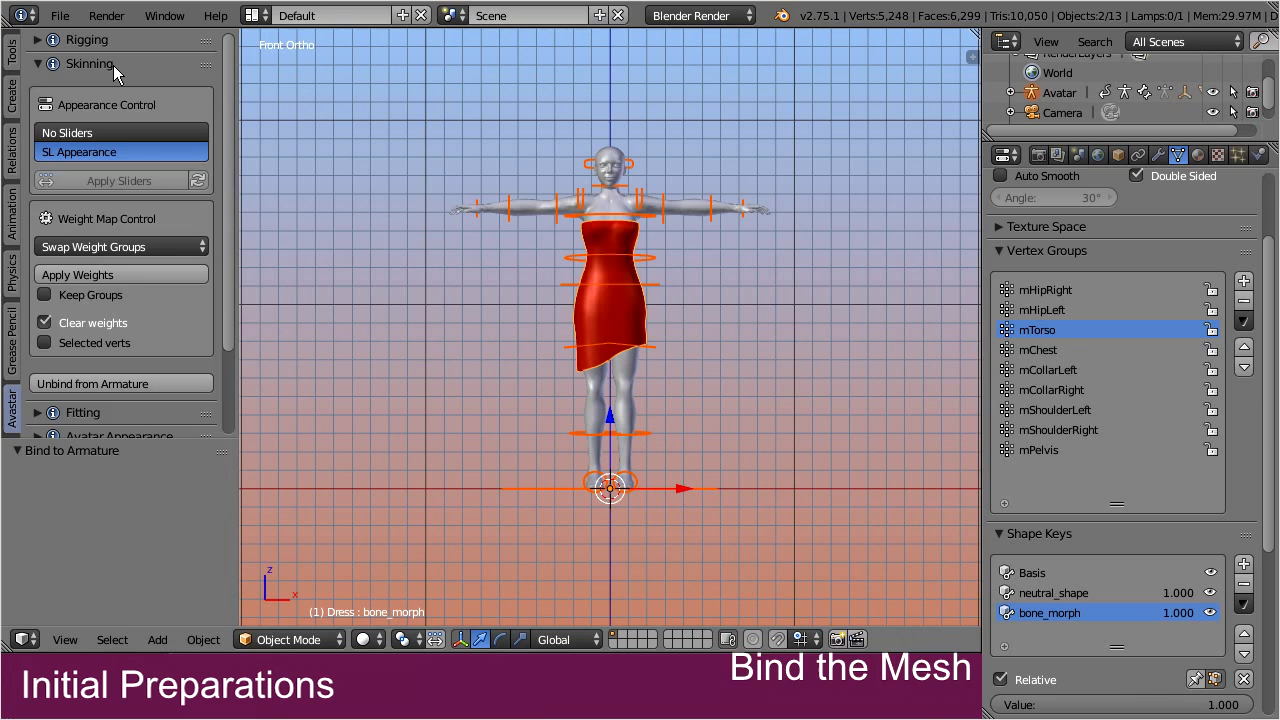 File Render Window Help Default Scene Blender Render v2.75.1 | Verts:5,248 | Faces:6,299 | Tris:10,050 | Objects:2/13 | Lamps:0/1 | Mem:29.97M |
Tools
Create
Relations
Animation
Physics
Grease Pencil
Avastar
Rigging
Skinning
Appearance Control
No Sliders
SL Appearance
Apply Sliders
Weight Map Control
Swap Weight Groups
Apply Weights
Keep Groups
Clear weights
Selected verts
Unbind from Armature
Fitting
Avatar Appearance
Bind to Armature
Front Ortho
z
x
(1) Dress : bone_morph
View Select Add Object Object Mode Global
View Search All Scenes
RenderLayers
World
Avatar
Camera
Auto Smooth Double Sided
Angle: 30°
Texture Space
Vertex Groups
mHipRight
mHipLeft
mTorso
mChest
mCollarLeft
mCollarRight
mShoulderLeft
mShoulderRight
mPelvis
Shape Keys
Basis
neutral_shape 1.000
bone_morph 1.000
Relative
Value: 1.000
Initial Preparations
Bind the Mesh